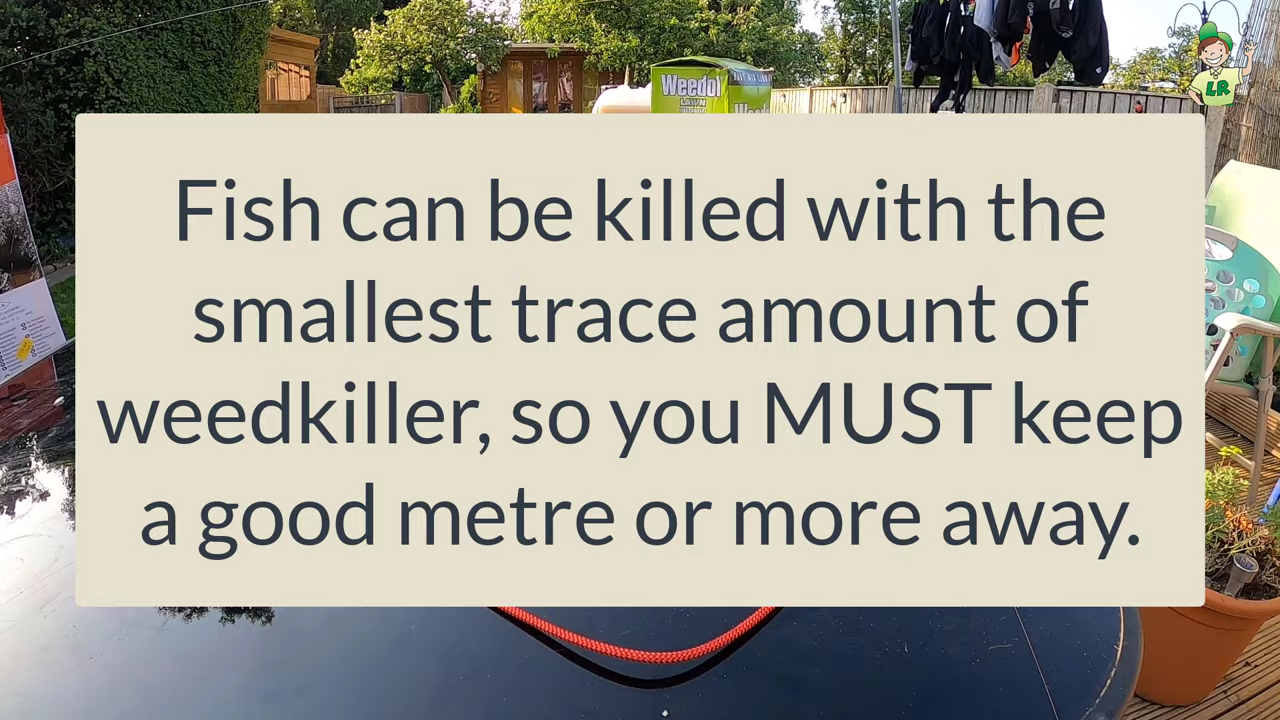 Weedol
LAWN
LR
Fish can be killed with the
smallest trace amount of
weedkiller, so you MUST keep
a good metre or more away.